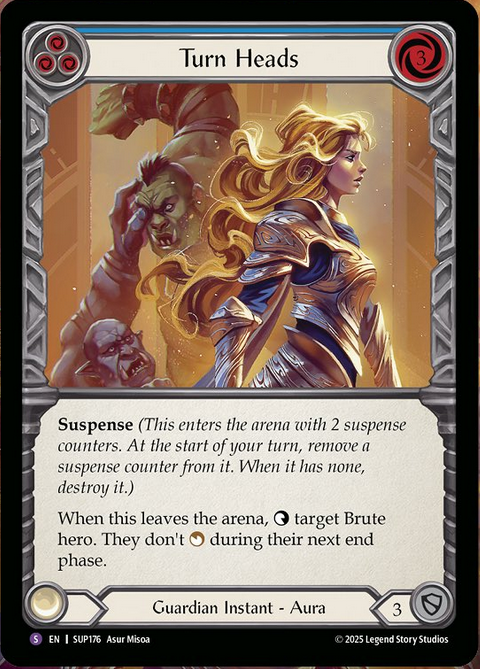 Turn Heads
3
Suspense (This enters the arena with 2 suspense
counters. At the start of your turn, remove a
suspense counter from it. When it has none,
destroy it.)
When this leaves the arena, target Brute
hero. They don't during their next end
phase.
Guardian Instant - Aura
3
S EN | SUP176 Asur Misoa
© 2025 Legend Story Studios